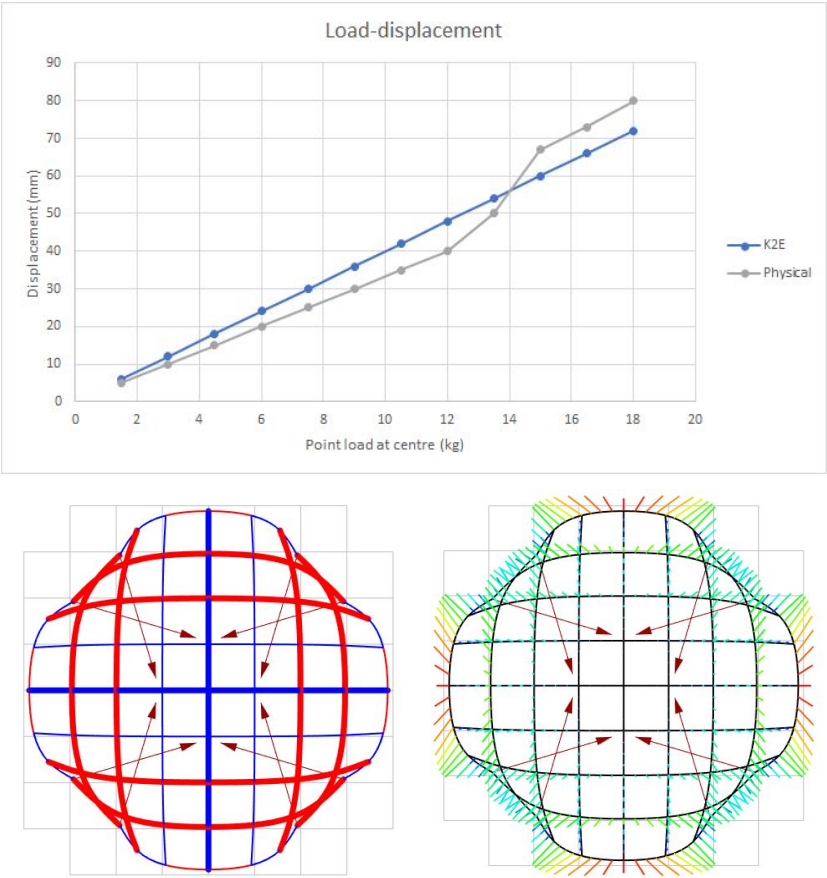 Load-displacement
90
80
70
60
50
40
30
20
10
0
Displacement (mm)
0 2 4 6 8 10 12 14 16 18 20
Point load at centre (kg)
K2E
Physical